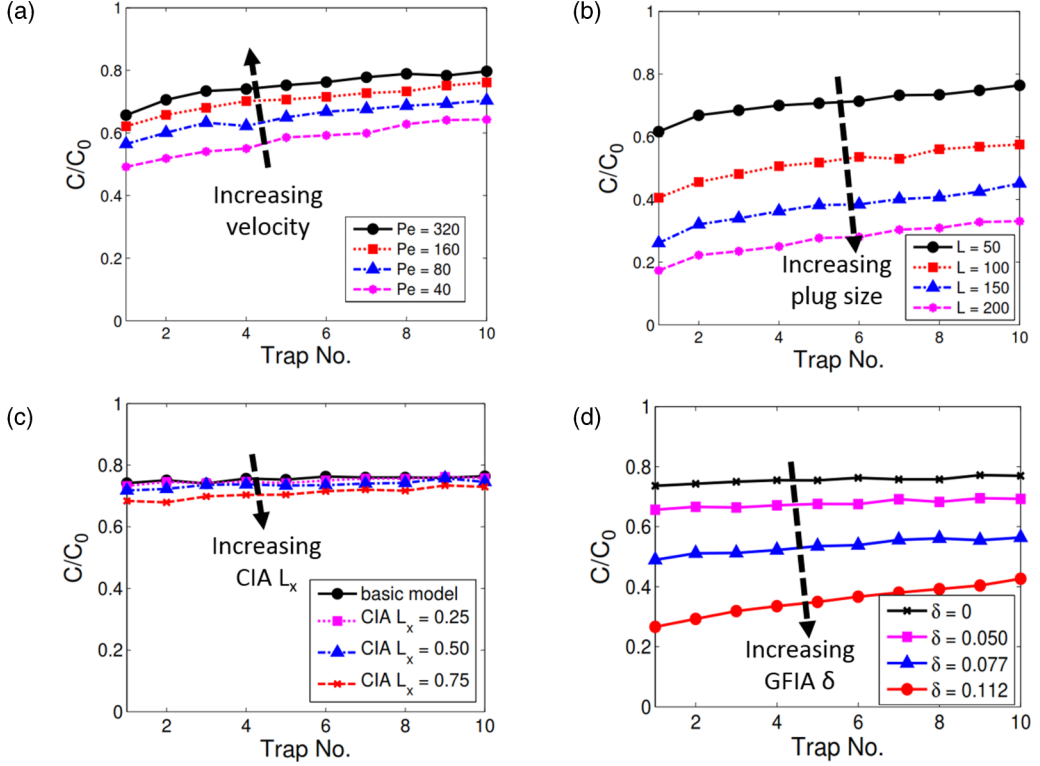 (a)
1
0.8
0.6
0.4
0.2
0
C/C0
Increasing
velocity
Pe = 320
Pe = 160
Pe = 80
Pe = 40
2 4 6 8 10
Trap No.
(b)
1
0.8
0.6
0.4
0.2
0
C/C0
Increasing
plug size
L = 50
L = 100
L = 150
L = 200
2 4 6 8 10
Trap No.
(c)
1
0.8
0.6
0.4
0.2
0
C/C0
Increasing
CIA Lx
basic model
CIA Lx = 0.25
CIA Lx = 0.50
CIA Lx = 0.75
2 4 6 8 10
Trap No.
(d)
1
0.8
0.6
0.4
0.2
0
C/C0
Increasing
GFIA δ
δ = 0
δ = 0.050
δ = 0.077
δ = 0.112
2 4 6 8 10
Trap No.